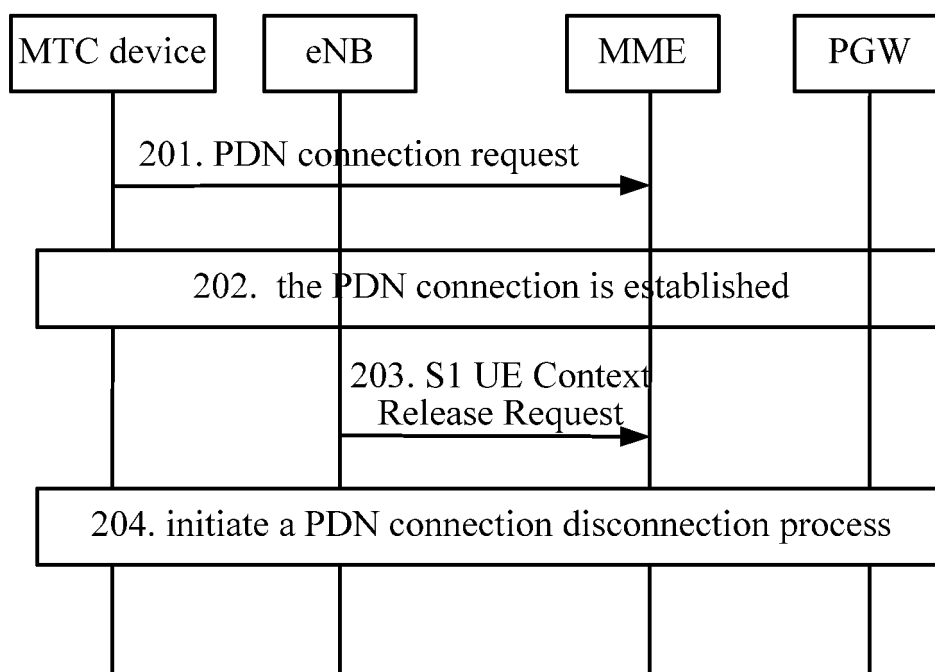 MTC device
eNB
MME
PGW
201. PDN connection request
202. the PDN connection is established
203. S1 UE Context
Release Request
204. initiate a PDN connection disconnection process